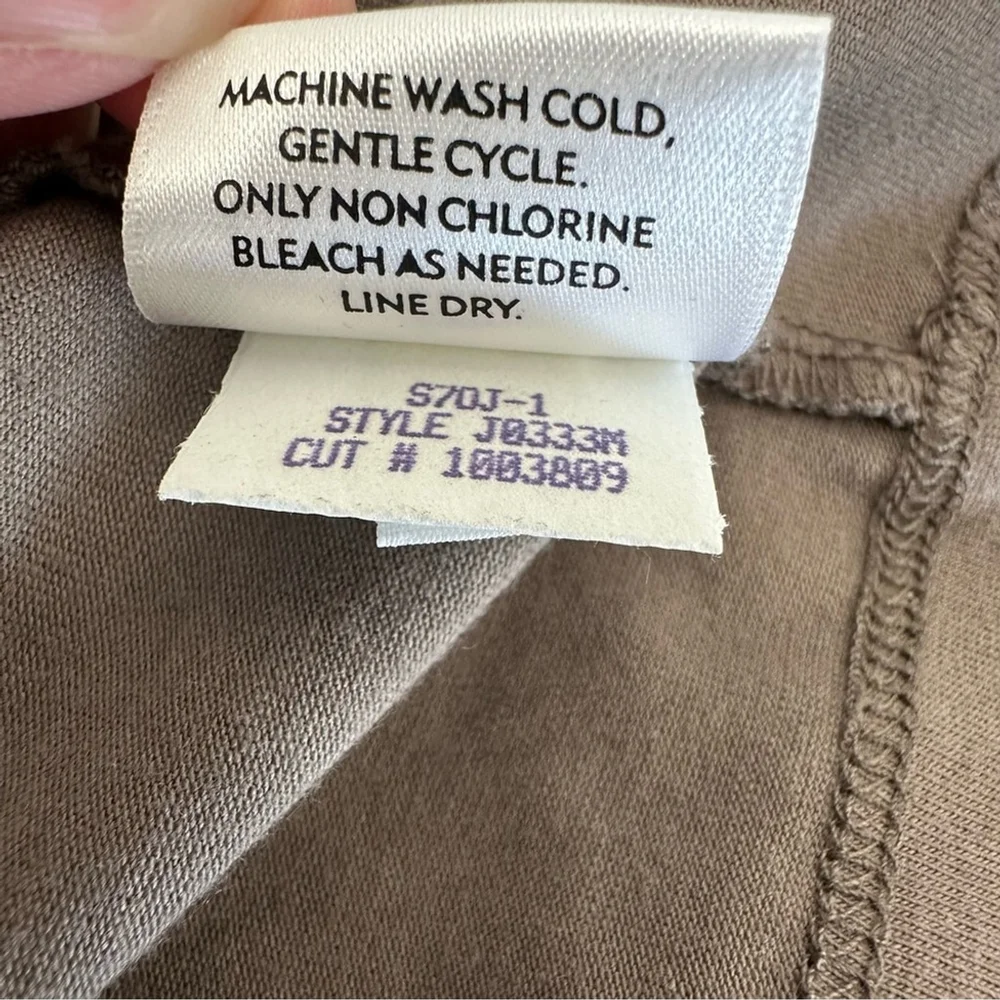 MACHINE WASH COLD,
GENTLE CYCLE.
ONLY NON CHLORINE
BLEACH AS NEEDED.
LINE DRY.
S70J-1
STYLE J0333M
CUT # 1003809